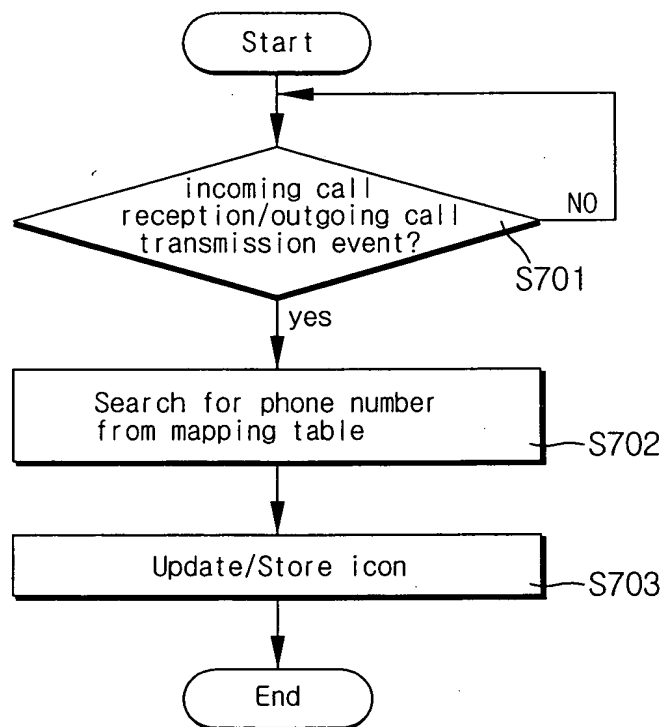 Start
incoming call
reception/outgoing call
transmission event?
NO
S701
yes
Search for phone number
from mapping table
S702
Update/Store icon
S703
End